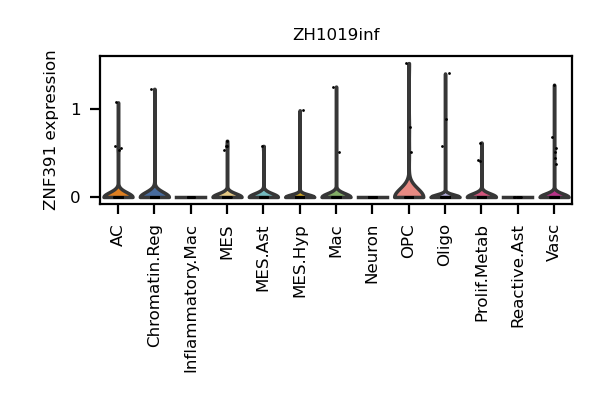 ZH1019inf
ZNF391 expression
1
0
AC
Chromatin.Reg
Inflammatory.Mac
MES
MES.Ast
MES.Hyp
Mac
Neuron
OPC
Oligo
Prolif.Metab
Reactive.Ast
Vasc